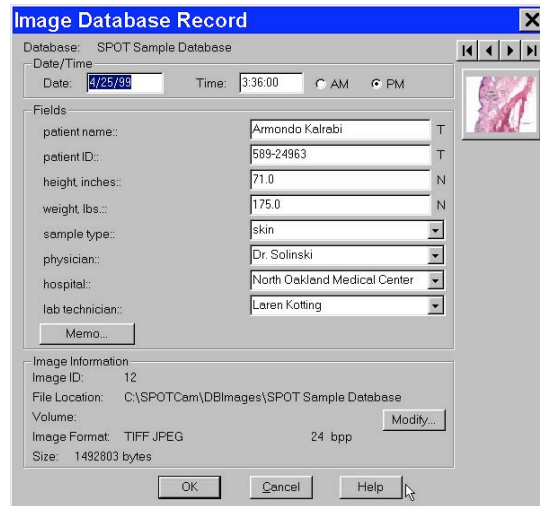 Image Database Record
Database: SPOT Sample Database
Date/Time
Date: 4/25/99 Time: 3:36:00 AM PM
Fields
patient name:: Armondo Kalrabi T
patient ID:: 589-24963 T
height, inches:: 71.0 N
weight, lbs.:: 175.0 N
sample type:: skin
physician:: Dr. Solinski
hospital:: North Oakland Medical Center
lab technician:: Laren Kotting
Memo...
Image Information
Image ID: 12
File Location: C:\SPOTCam\DBImages\SPOT Sample Database
Volume:
Modify...
Image Format: TIFF JPEG 24 bpp
Size: 1492803 bytes
OK Cancel Help